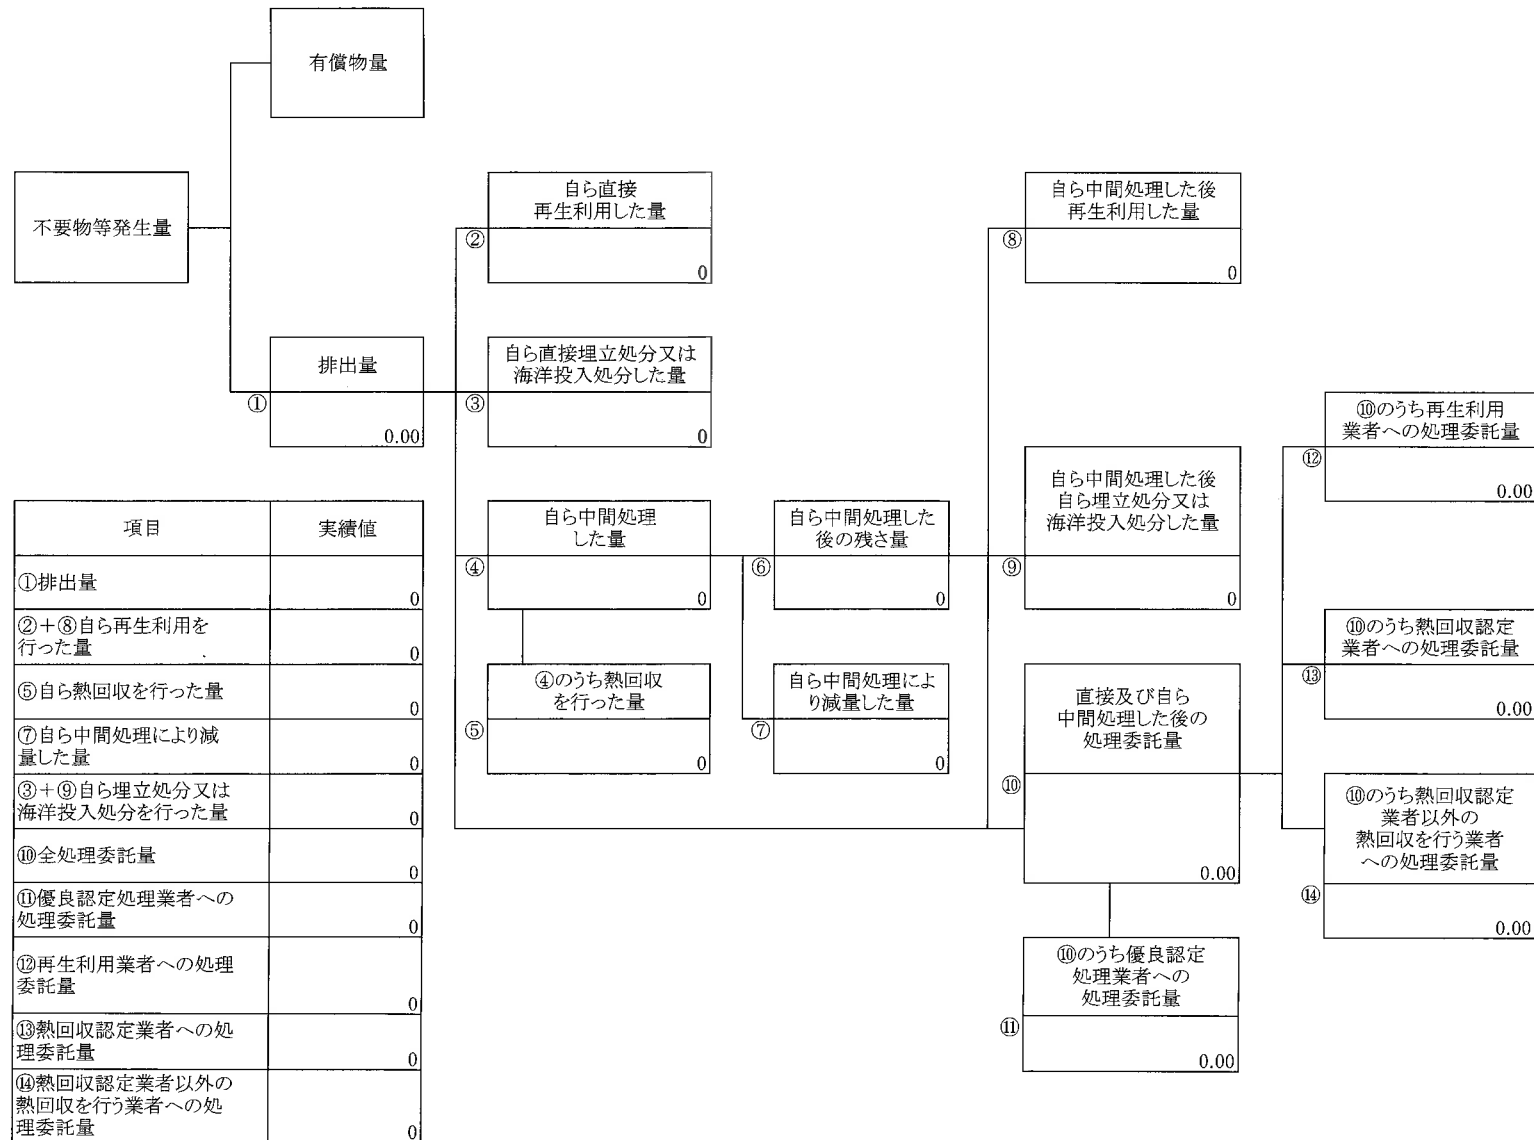 有償物量
不要物等発生量
自ら直接
再生利用した量
②
0
自ら中間処理した後
再生利用した量
⑧
0
排出量
①
0.00
自ら直接埋立処分又は
海洋投入処分した量
③
0
⑩のうち再生利用
業者への処理委託量
⑫
0.00
自ら中間処理
した量
④
0
自ら中間処理した
後の残さ量
⑥
0
自ら中間処理した後
自ら埋立処分又は
海洋投入処分した量
⑨
0
⑩のうち熱回収認定
業者への処理委託量
⑬
0.00
④のうち熱回収
を行った量
⑤
0
自ら中間処理によ
り減量した量
⑦
0
直接及び自ら
中間処理した後の
処理委託量
⑩
0.00
⑩のうち熱回収認定
業者以外の
熱回収を行う業者
への処理委託量
⑭
0.00
⑩のうち優良認定
処理業者への
処理委託量
⑪
0.00
項目 実績値
①排出量
0
②+⑧自ら再生利用を
行った量
0
⑤自ら熱回収を行った量
0
⑦自ら中間処理により減
量した量
0
③+⑨自ら埋立処分又は
海洋投入処分を行った量
0
⑩全処理委託量
0
⑪優良認定処理業者への
処理委託量
0
⑫再生利用業者への処理
委託量
0
⑬熱回収認定業者への処
理委託量
0
⑭熱回収認定業者以外の
熱回収を行う業者への処
理委託量
0